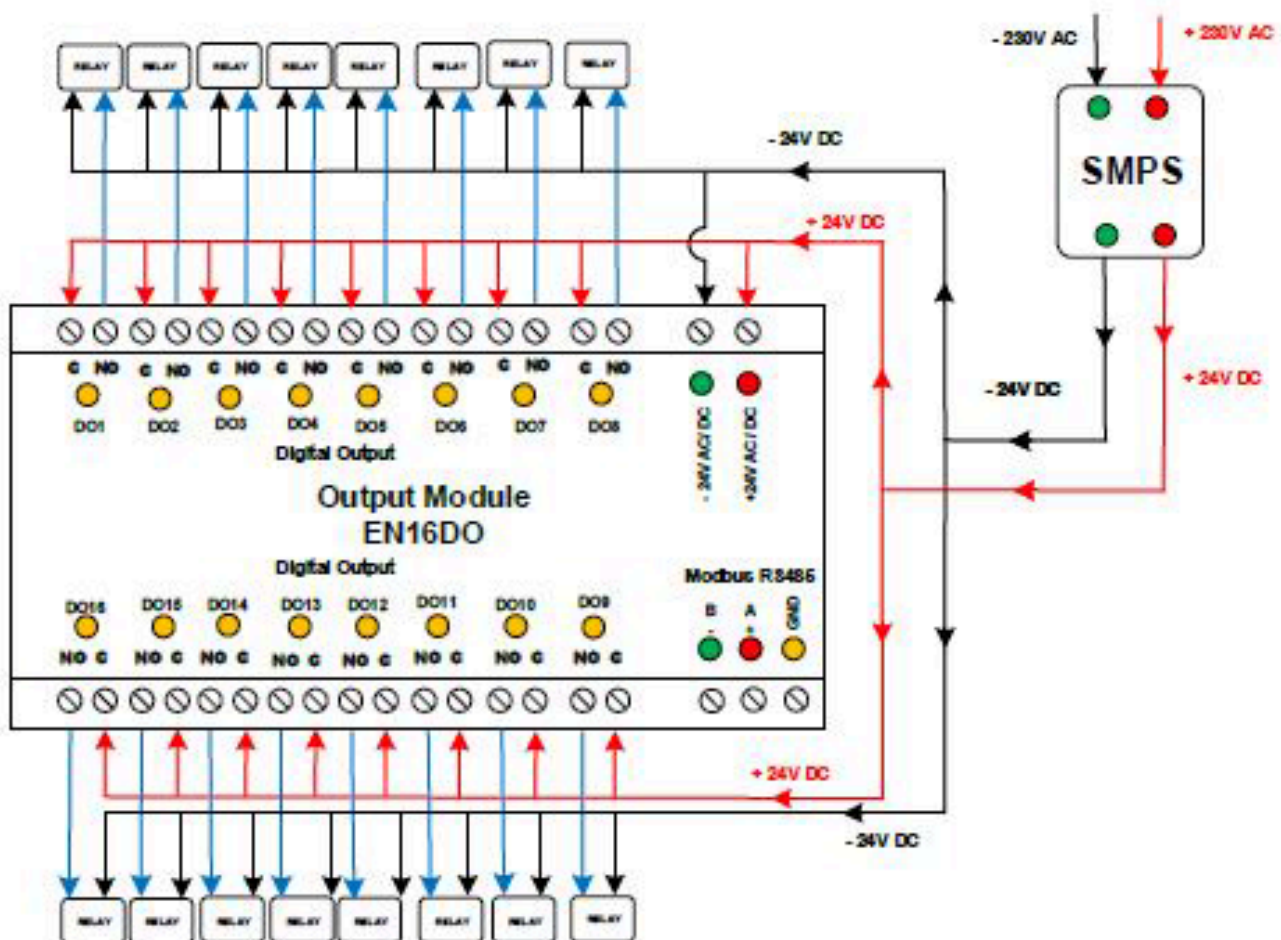 - 230V AC
+ 230V AC
RELAY RELAY RELAY RELAY RELAY RELAY RELAY RELAY
- 24V DC
SMPS
+ 24V DC
C NO C NO C NO C NO C NO C NO C NO C NO
DO1 DO2 DO3 DO4 DO5 DO6 DO7 DO8
- 24V AC/ DC
+24V AC / DC
- 24V DC
+ 24V DC
Digital Output
Output Module
EN16DO
Digital Output
Modbus RS485
DO16 DO15 DO14 DO13 DO12 DO11 DO10 DO9
B
-
A
+
GND
NO C NO C NO C NO C NO C NO C NO C NO C
+ 24V DC
- 24V DC
RELAY RELAY RELAY RELAY RELAY RELAY RELAY RELAY